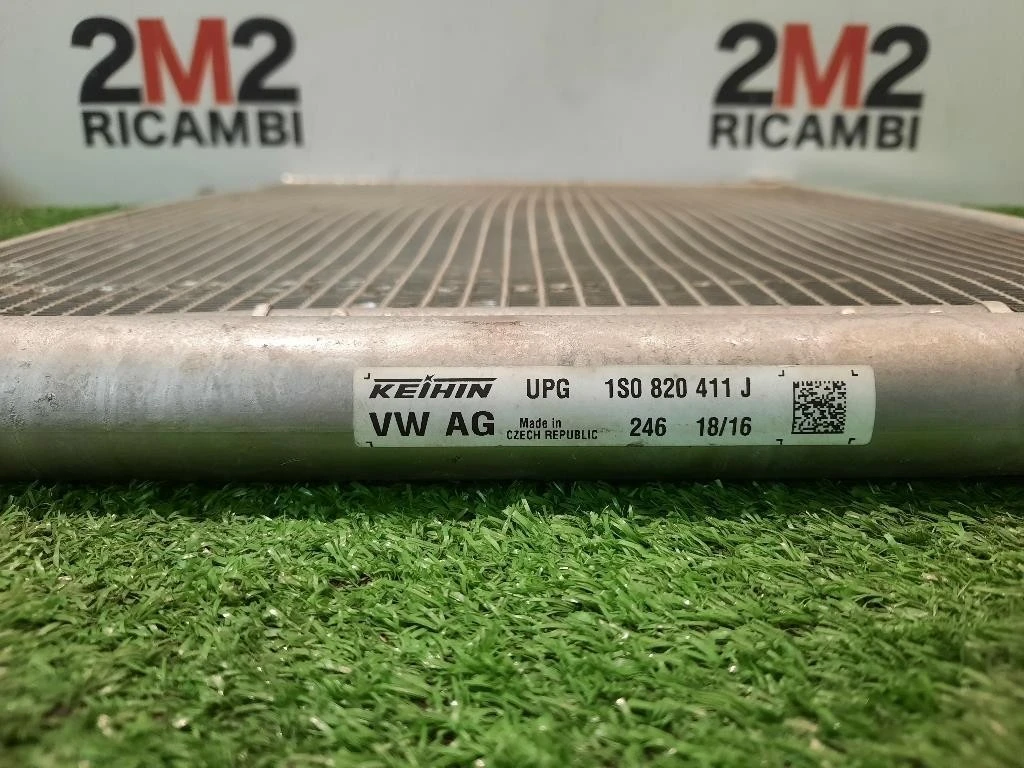 2M2 2M2
RICAMBI RICAMBI
KEIHIN UPG 1S0 820 411 J
VW AG Made in CZECH REPUBLIC 246 18/16